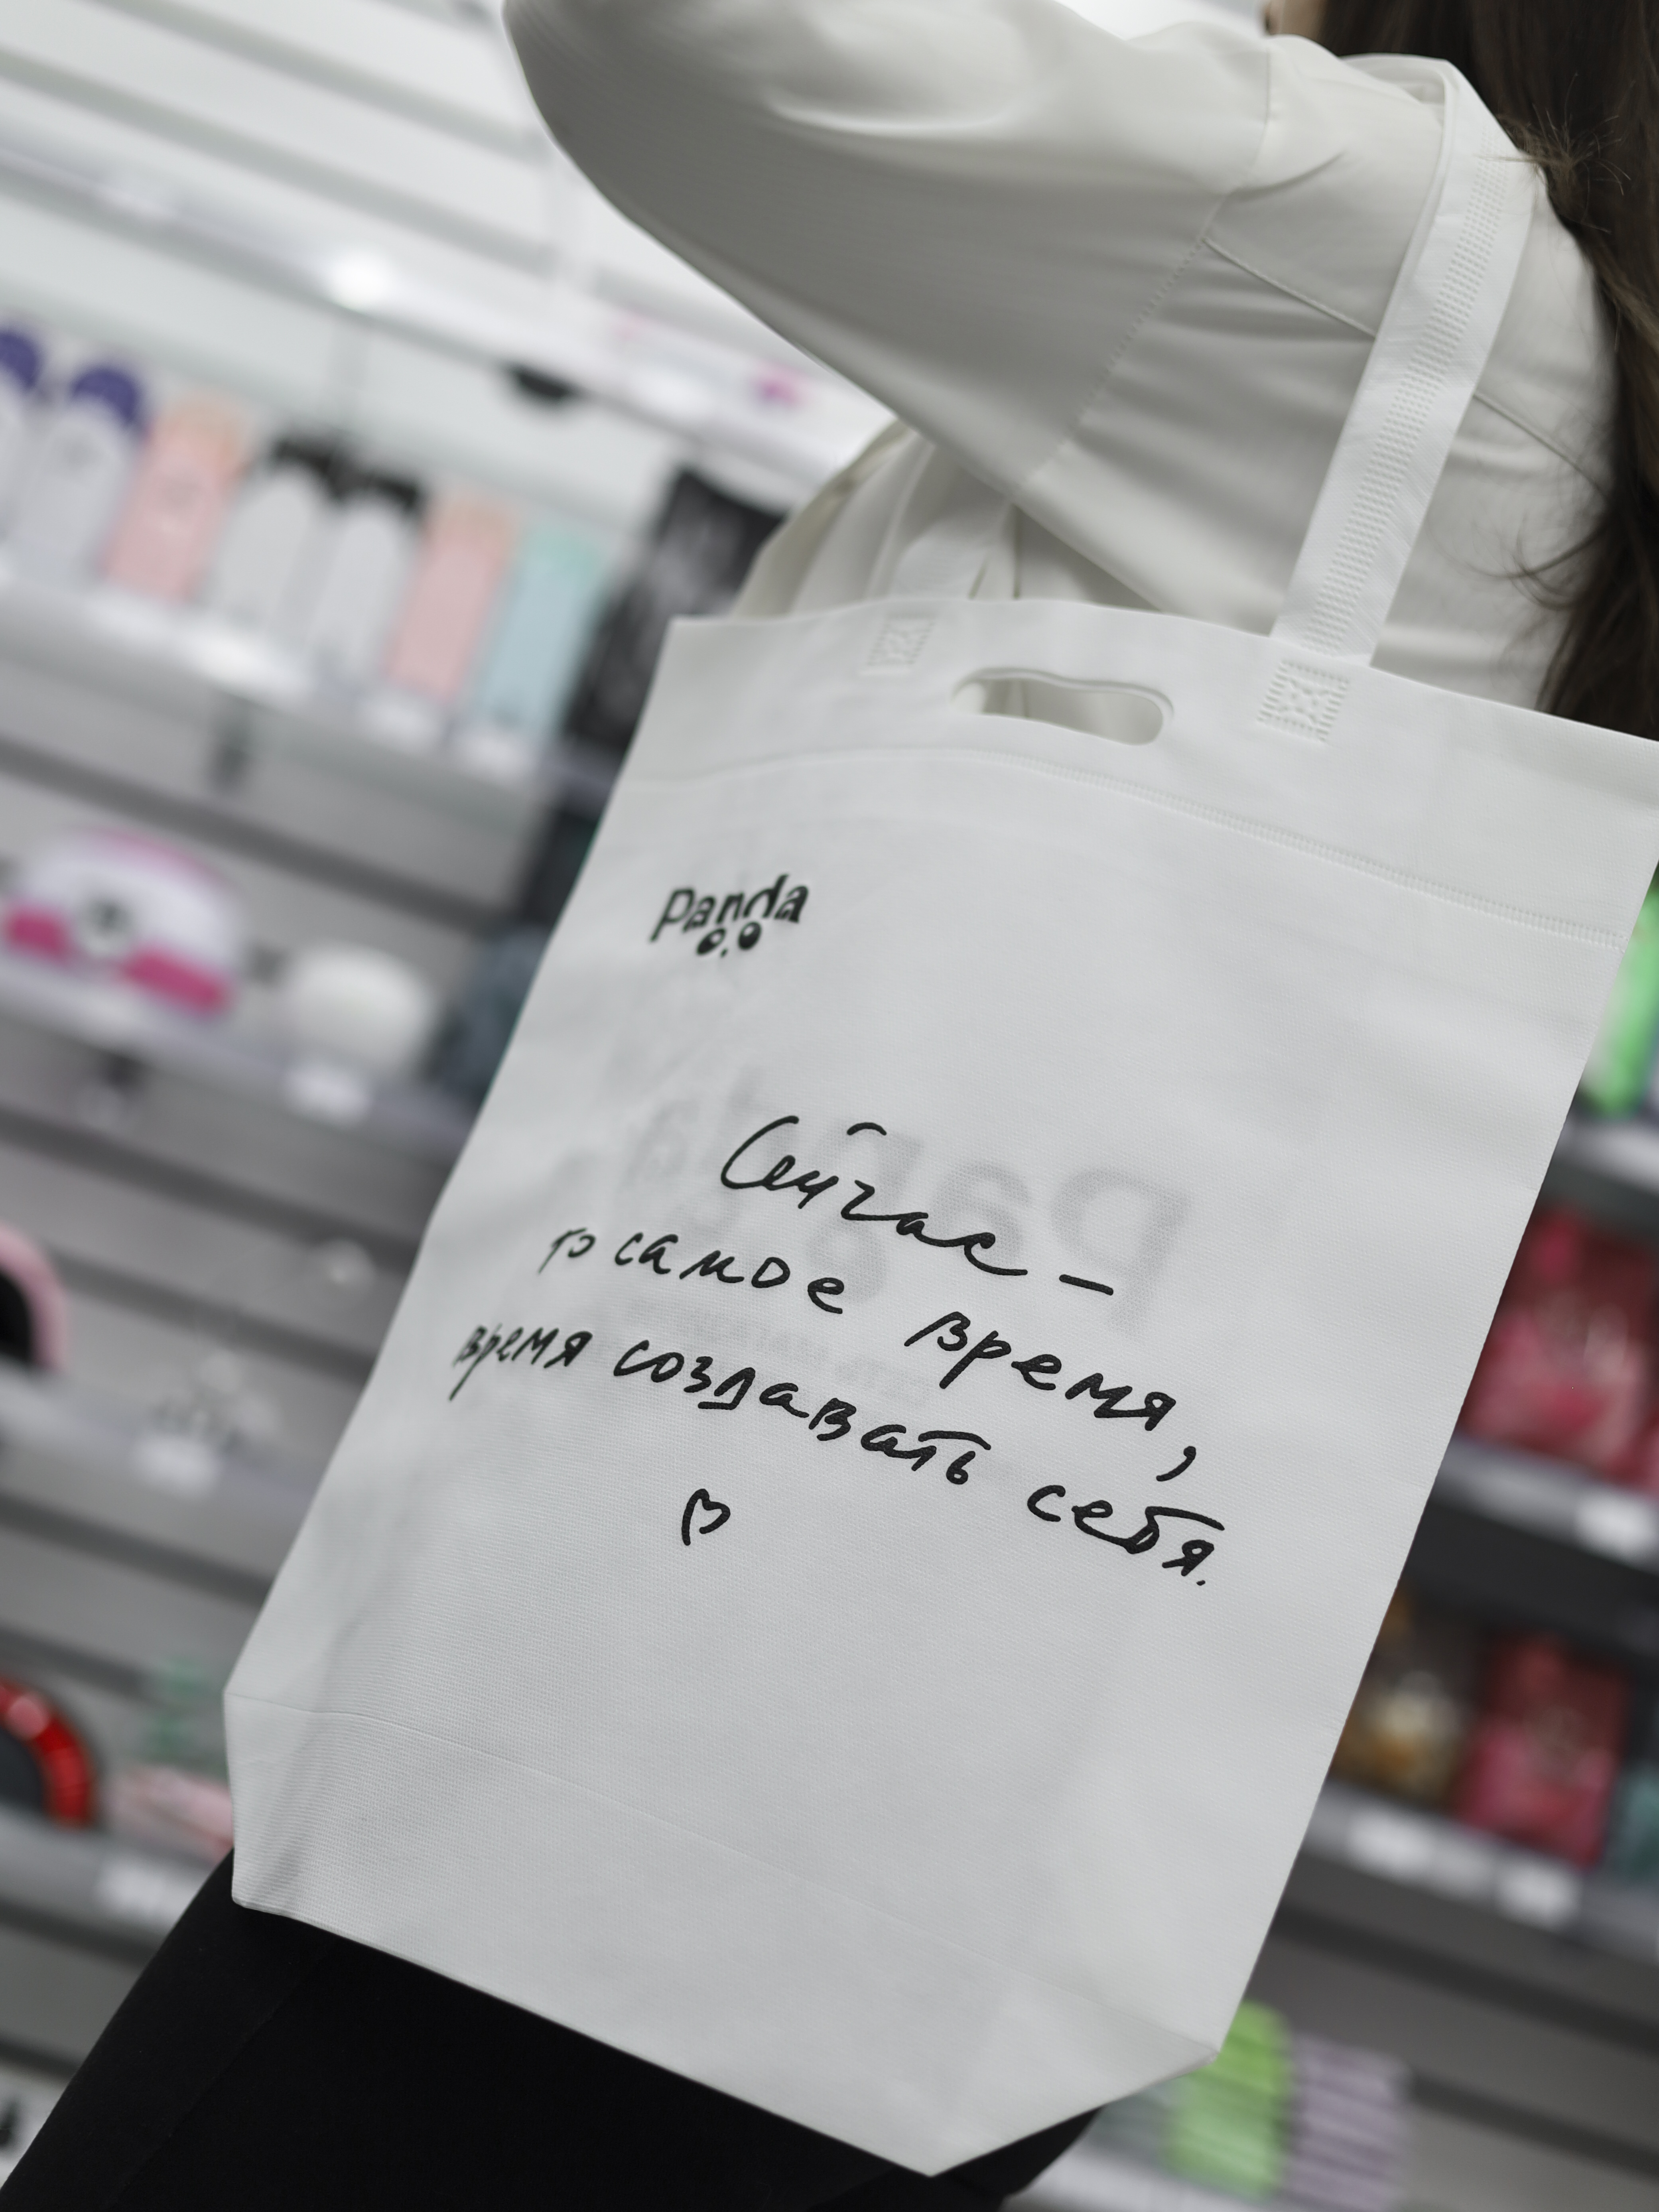 Panda
Сейчас –
то самое время,
время создавать себя.